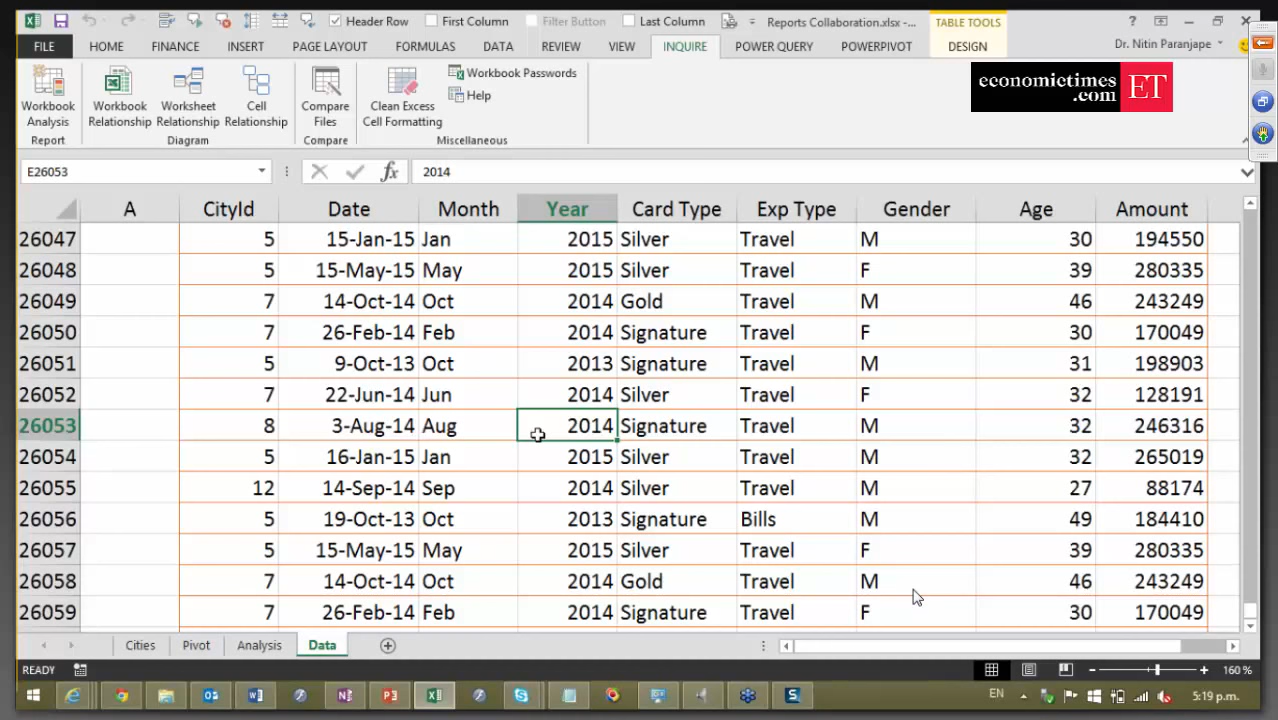 Header Row First Column Filter Button Last Column Reports Collaboration.xlsx -... TABLE TOOLS ?
FILE HOME FINANCE INSERT PAGE LAYOUT FORMULAS DATA REVIEW VIEW INQUIRE POWER QUERY POWERPIVOT DESIGN Dr. Nitin Paranjape
economictimes
.com
ET
Workbook Analysis
Workbook Relationship
Worksheet Relationship
Cell Relationship
Compare Files
Clean Excess Cell Formatting
Workbook Passwords
Help
Report Diagram Compare Miscellaneous
E26053 fx 2014
A CityId Date Month Year Card Type Exp Type Gender Age Amount
26047 5 15-Jan-15 Jan 2015 Silver Travel M 30 194550
26048 5 15-May-15 May 2015 Silver Travel F 39 280335
26049 7 14-Oct-14 Oct 2014 Gold Travel M 46 243249
26050 7 26-Feb-14 Feb 2014 Signature Travel F 30 170049
26051 5 9-Oct-13 Oct 2013 Signature Travel M 31 198903
26052 7 22-Jun-14 Jun 2014 Silver Travel F 32 128191
26053 8 3-Aug-14 Aug 2014 Signature Travel M 32 246316
26054 5 16-Jan-15 Jan 2015 Silver Travel M 32 265019
26055 12 14-Sep-14 Sep 2014 Silver Travel M 27 88174
26056 5 19-Oct-13 Oct 2013 Signature Bills M 49 184410
26057 5 15-May-15 May 2015 Silver Travel F 39 280335
26058 7 14-Oct-14 Oct 2014 Gold Travel M 46 243249
26059 7 26-Feb-14 Feb 2014 Signature Travel F 30 170049
Cities Pivot Analysis Data
READY 160 %
EN 5:19 p.m.